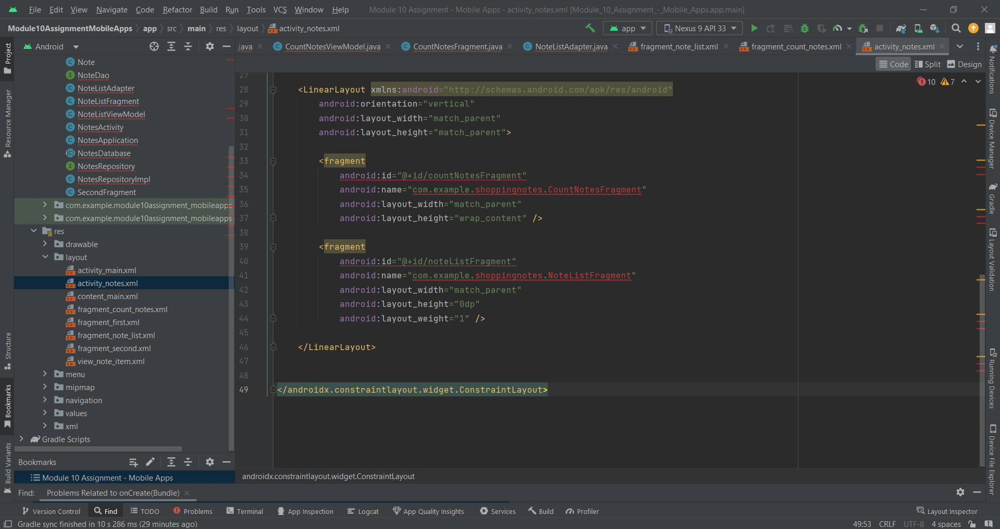 File Edit View Navigate Code Refactor Build Run Tools VCS Window Help Module 10 Assignment - Mobile Apps - activity_notes.xml [Module_10_Assignment_-_Mobile_Apps.app.main]
Module10AssignmentMobileApps app src main res layout activity_notes.xml app Nexus 9 API 33
Android .java CountNotesViewModel.java CountNotesFragment.java NoteListAdapter.java fragment_note_list.xml fragment_count_notes.xml activity_notes.xml
Code Split Design
10 7
Project
Resource Manager
Structure
Bookmarks
Build Variants
Note
NoteDao
NoteListAdapter
NoteListFragment
NoteListViewModel
NotesActivity
NotesApplication
NotesDatabase
NotesRepository
NotesRepositoryImpl
SecondFragment
com.example.module10assignment_mobileapps
com.example.module10assignment_mobileapps
res
drawable
layout
activity_main.xml
activity_notes.xml
content_main.xml
fragment_count_notes.xml
fragment_first.xml
fragment_note_list.xml
fragment_second.xml
view_note_item.xml
menu
mipmap
navigation
values
xml
Gradle Scripts
Bookmarks
Module 10 Assignment - Mobile Apps
27
28 <LinearLayout xmlns:android="http://schemas.android.com/apk/res/android"
29 android:orientation="vertical"
30 android:layout_width="match_parent"
31 android:layout_height="match_parent">
32
33 <fragment
34 android:id="@+id/countNotesFragment"
35 android:name="com.example.shoppingnotes.CountNotesFragment"
36 android:layout_width="match_parent"
37 android:layout_height="wrap_content" />
38
39 <fragment
40 android:id="@+id/noteListFragment"
41 android:name="com.example.shoppingnotes.NoteListFragment"
42 android:layout_width="match_parent"
43 android:layout_height="0dp"
44 android:layout_weight="1" />
45
46 </LinearLayout>
47
48
49 </androidx.constraintlayout.widget.ConstraintLayout>
androidx.constraintlayout.widget.ConstraintLayout
Notifications
Device Manager
Gradle
Layout Validation
Running Devices
Device File Explorer
Find: Problems Related to onCreate(Bundle)
Version Control Find TODO Problems Terminal App Inspection Logcat App Quality Insights Services Build Profiler Layout Inspector
Gradle sync finished in 10 s 286 ms (29 minutes ago) 49:53 CRLF UTF-8 4 spaces